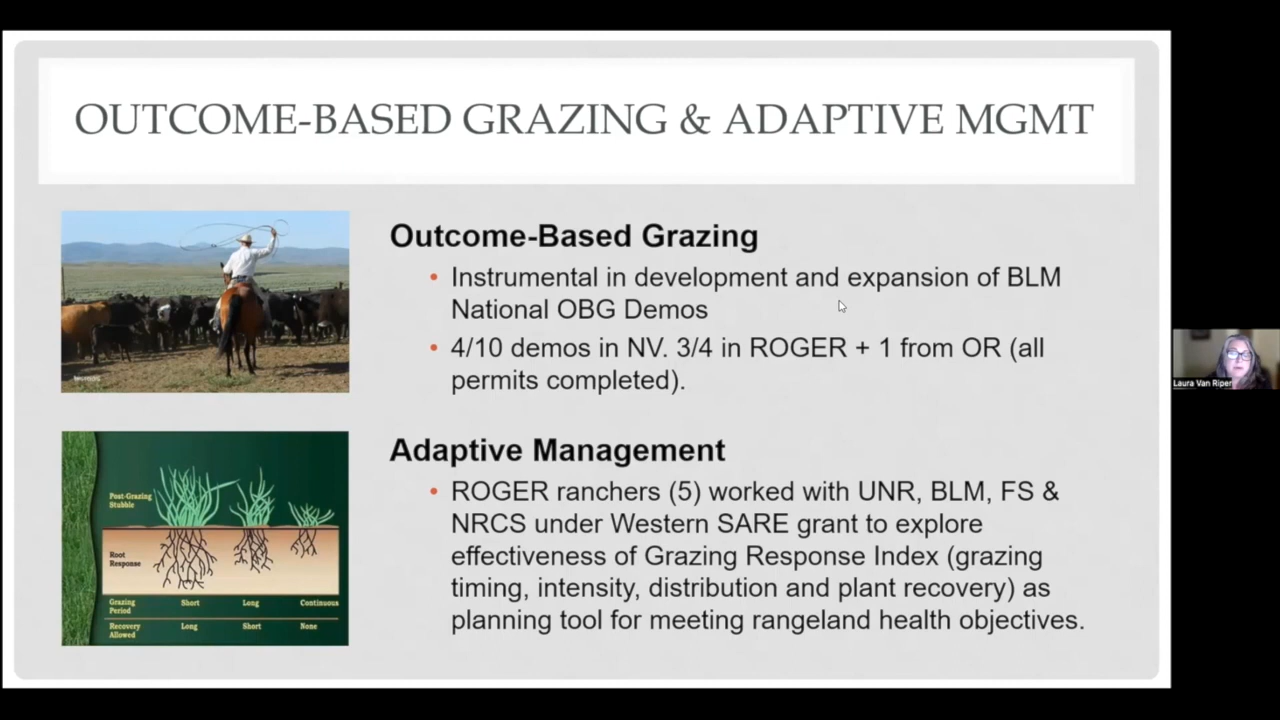 OUTCOME-BASED GRAZING & ADAPTIVE MGMT
Outcome-Based Grazing
• Instrumental in development and expansion of BLM
National OBG Demos
• 4/10 demos in NV. 3/4 in ROGER + 1 from OR (all
permits completed).
Adaptive Management
• ROGER ranchers (5) worked with UNR, BLM, FS &
NRCS under Western SARE grant to explore
effectiveness of Grazing Response Index (grazing
timing, intensity, distribution and plant recovery) as
planning tool for meeting rangeland health objectives.
Post-Grazing
Stubble
Root
Response
Grazing
Period
Short Long Continuous
Recovery
Allowed
Long Short None
Laura Van Riper